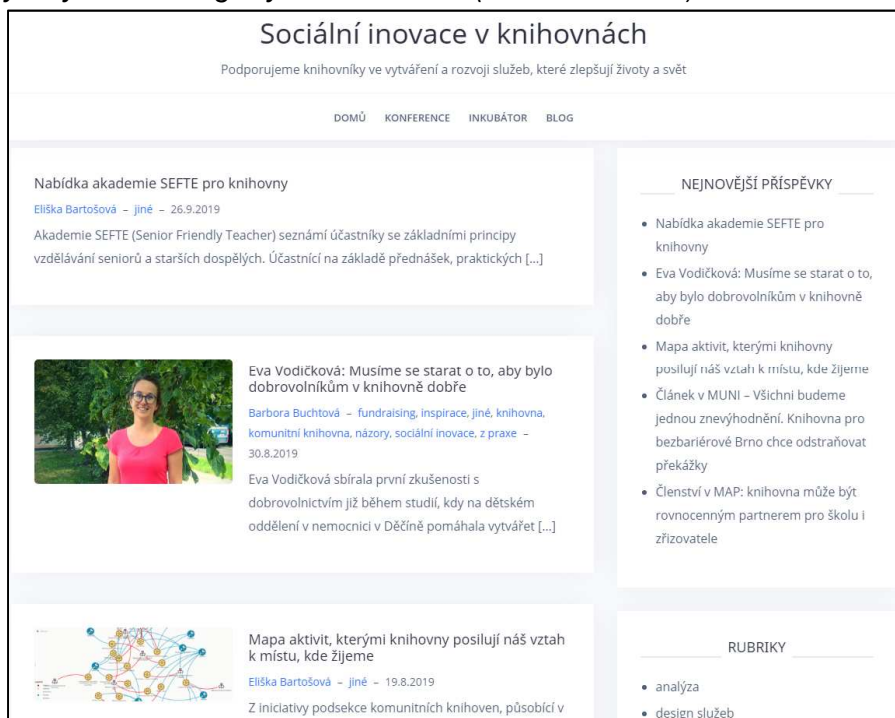 Sociální inovace v knihovnách
Podporujeme knihovníky ve vytváření a rozvoji služeb, které zlepšují životy a svět
DOMŮ KONFERENCE INKUBÁTOR BLOG
Nabídka akademie SEFTE pro knihovny
Eliška Bartošová – jiné – 26.9.2019
Akademie SEFTE (Senior Friendly Teacher) seznámí účastníky se základními principy
vzdělávání seniorů a starších dospělých. Účastnící na základě přednášek, praktických [...]
Eva Vodičková: Musíme se starat o to, aby bylo
dobrovolníkům v knihovně dobře
Barbora Buchtová – fundraising, inspirace, jiné, knihovna,
komunitní knihovna, názory, sociální inovace, z praxe –
30.8.2019
Eva Vodičková sbírala první zkušenosti s
dobrovolnictvím již během studií, kdy na dětském
oddělení v nemocnici v Děčíně pomáhala vytvářet [...]
Mapa aktivit, kterými knihovny posilují náš vztah
k místu, kde žijeme
Eliška Bartošová – jiné – 19.8.2019
Z iniciativy podsekce komunitních knihoven, působící v
NEJNOVĚJŠÍ PŘÍSPĚVKY
Nabídka akademie SEFTE pro
knihovny
Eva Vodičková: Musíme se starat o to,
aby bylo dobrovolníkům v knihovně
dobře
Mapa aktivit, kterými knihovny
posilují náš vztah k místu, kde žijeme
Článek v MUNI – Všichni budeme
jednou znevýhodnění. Knihovna pro
bezbariérové Brno chce odstraňovat
překážky
Členství v MAP: knihovna může být
rovnocenným partnerem pro školu i
zřizovatele
RUBRIKY
analýza
design služeb